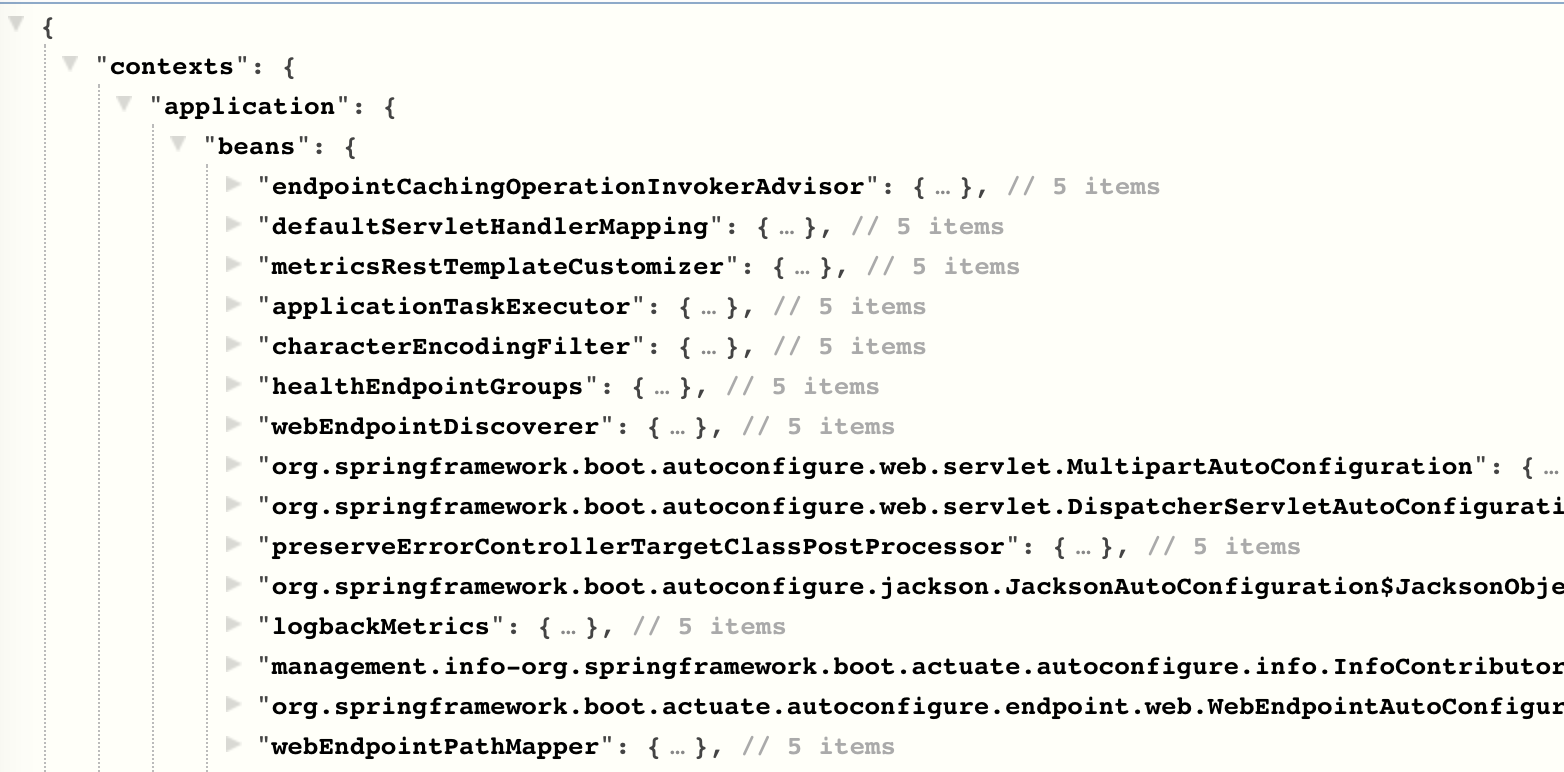 {
"contexts": {
"application": {
"beans": {
"endpointCachingOperationInvokerAdvisor": { … }, // 5 items
"defaultServletHandlerMapping": { … }, // 5 items
"metricsRestTemplateCustomizer": { … }, // 5 items
"applicationTaskExecutor": { … }, // 5 items
"characterEncodingFilter": { … }, // 5 items
"healthEndpointGroups": { … }, // 5 items
"webEndpointDiscoverer": { … }, // 5 items
"org.springframework.boot.autoconfigure.web.servlet.MultipartAutoConfiguration": { …
"org.springframework.boot.autoconfigure.web.servlet.DispatcherServletAutoConfigurati
"preserveErrorControllerTargetClassPostProcessor": { … }, // 5 items
"org.springframework.boot.autoconfigure.jackson.JacksonAutoConfiguration$JacksonObje
"logbackMetrics": { … }, // 5 items
"management.info-org.springframework.boot.actuate.autoconfigure.info.InfoContributor
"org.springframework.boot.actuate.autoconfigure.endpoint.web.WebEndpointAutoConfigur
"webEndpointPathMapper": { … }, // 5 items